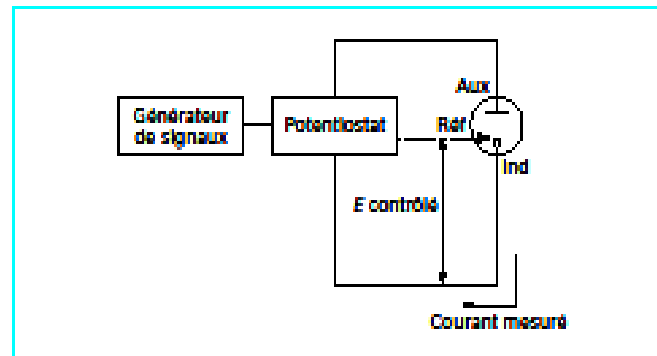 Aux
Générateur
de signaux
Potentiostat
Réf
Ind
E contrôlé
Courant mesuré